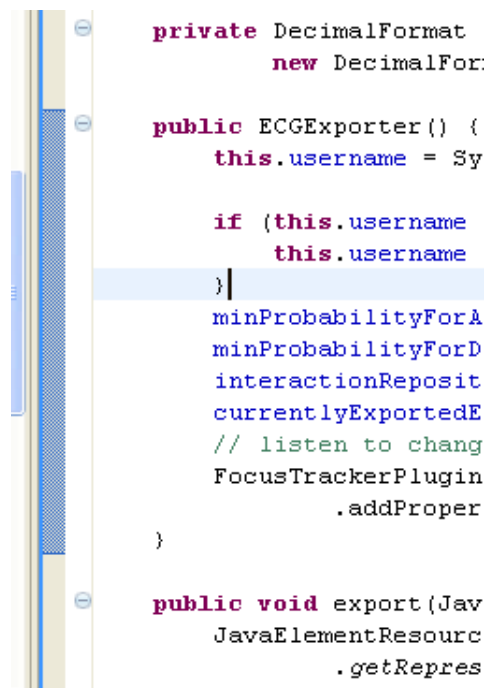 private DecimalFormat
new DecimalFor
public ECGExporter() {
this.username = Sy
if (this.username
this.username
}
minProbabilityForA
minProbabilityForD
interactionReposit
currentlyExportedE
// listen to chang
FocusTrackerPlugin
.addProper
}
public void export(Jav
JavaElementResourc
.getRepres